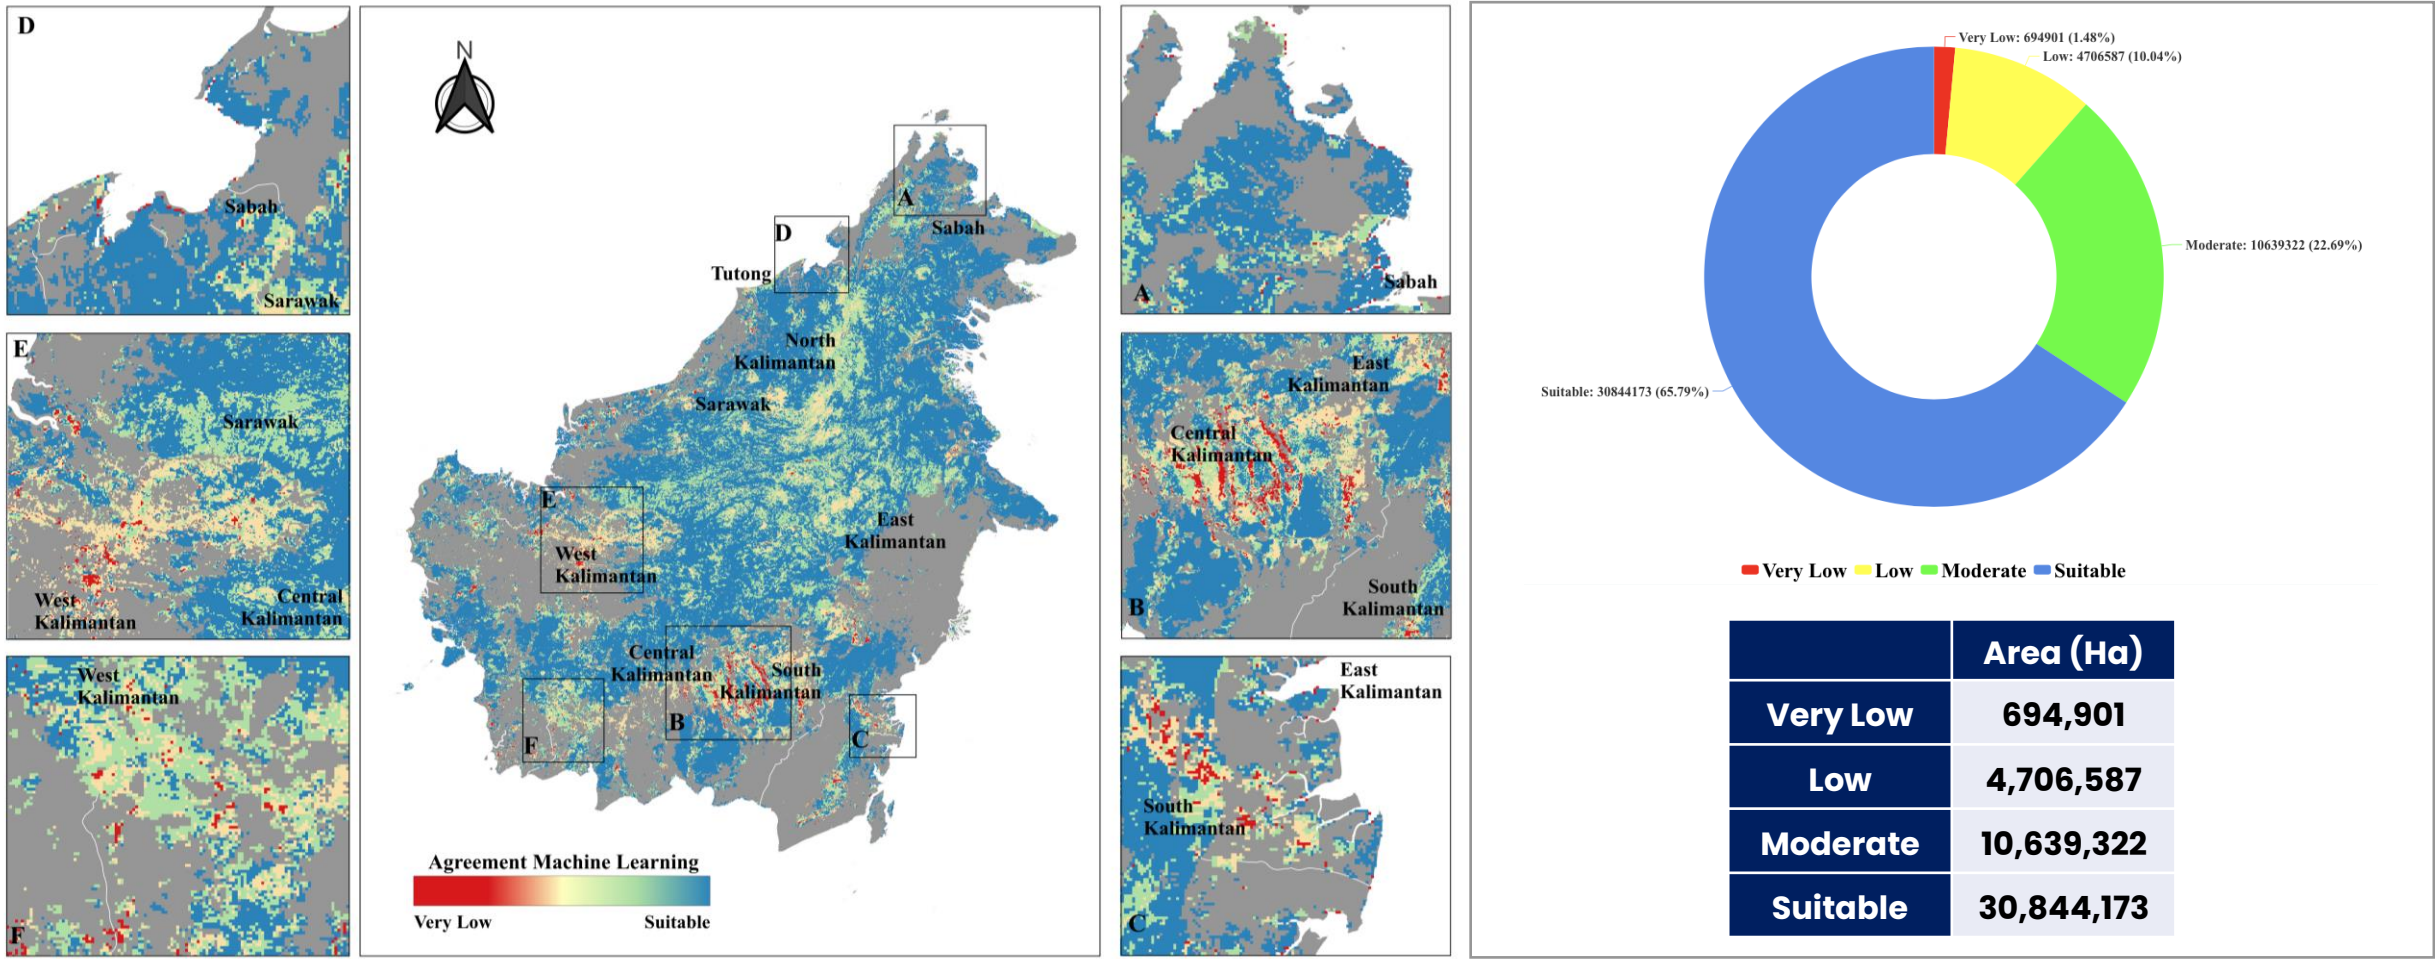 D
Sabah
Sarawak
E
Sarawak
West
Kalimantan
Central
Kalimantan
West
Kalimantan
F
N
A
Sabah
D
Tutong
North
Kalimantan
Sarawak
E
West
Kalimantan
East
Kalimantan
Central
Kalimantan
South
Kalimantan
B
F
C
Agreement Machine Learning
Very Low
Suitable
A
Sabah
East
Kalimantan
Central
Kalimantan
B
South
Kalimantan
East
Kalimantan
South
Kalimantan
C
Very Low: 694901 (1.48%)
Low: 4706587 (10.04%)
Moderate: 10639322 (22.69%)
Suitable: 30844173 (65.79%)
Very Low Low Moderate Suitable
Area (Ha)
Very Low 694,901
Low 4,706,587
Moderate 10,639,322
Suitable 30,844,173